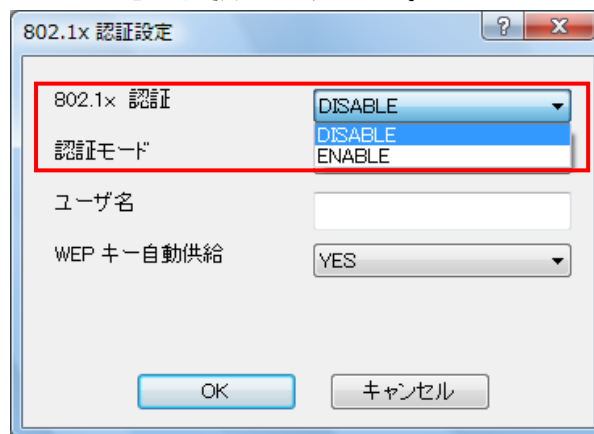 802.1x 認証設定
802.1x 認証
DISABLE
DISABLE
ENABLE
認証モード
ユーザ名
WEP キー自動供給
YES
OK
キャンセル